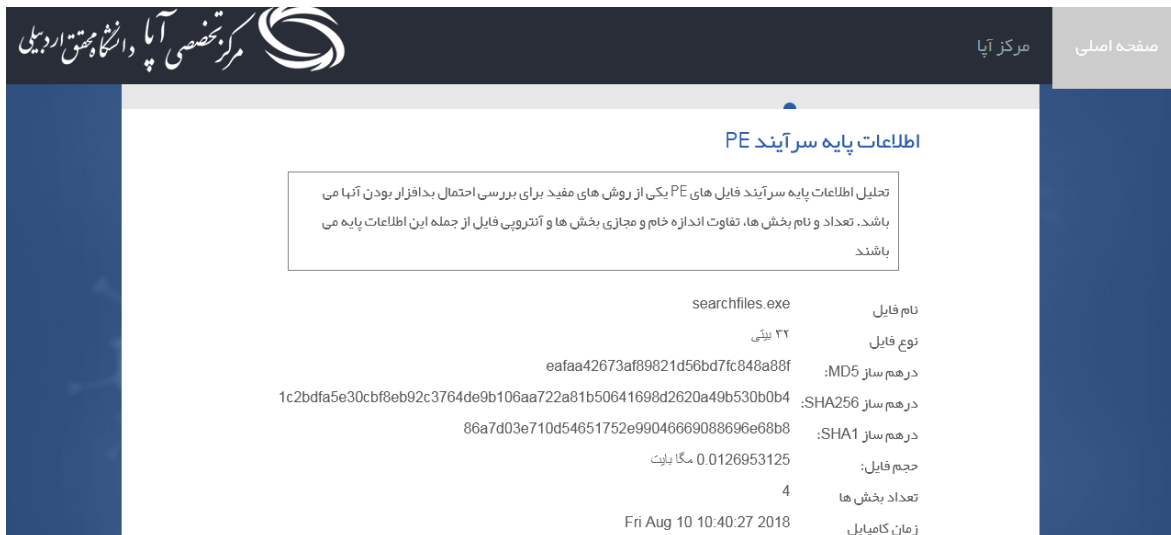 صفحه اصلی
مرکز آپا
مرکز تخصصی آپا دانشگاه محقق اردبیلی
اطلاعات پایه سرآیند PE
تحلیل اطلاعات پایه سرآیند فایل های PE یکی از روش های مفید برای بررسی احتمال بدافزار بودن آنها می
باشد. تعداد و نام بخش ها، تفاوت اندازه خام و مجازی بخش ها و آنتروپی فایل از جمله این اطلاعات پایه می
باشند
نام فایل searchfiles.exe
نوع فایل ۳۲ بیتی
درهم ساز MD5: eafaa42673af89821d56bd7fc848a88f
درهم ساز SHA256: 1c2bdfa5e30cbf8eb92c3764de9b106aa722a81b50641698d2620a49b530b0b4
درهم ساز SHA1: 86a7d03e710d54651752e99046669088696e68b8
حجم فایل: 0.0126953125 مگا بایت
تعداد بخش ها 4
زمان کامپایل Fri Aug 10 10:40:27 2018